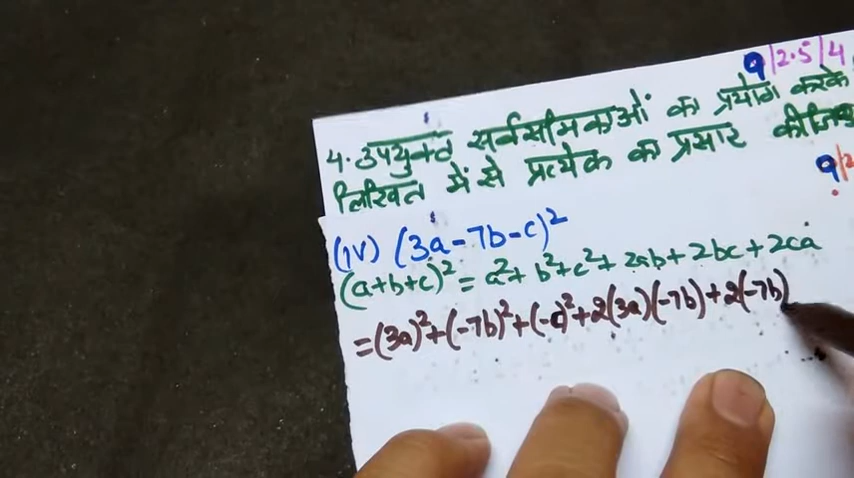 9/2.5/4
4. उपयुक्त सर्वसमिकाओं का प्रयोग करके
लिखित में से प्रत्येक का प्रसार कीजिए
(iv) (3a-7b-c)²
(a+b+c)² = a²+b²+c²+2ab+2bc+2ca
=(3a)²+(-7b)²+(-c)²+2(3a)(-7b)+2(-7b)